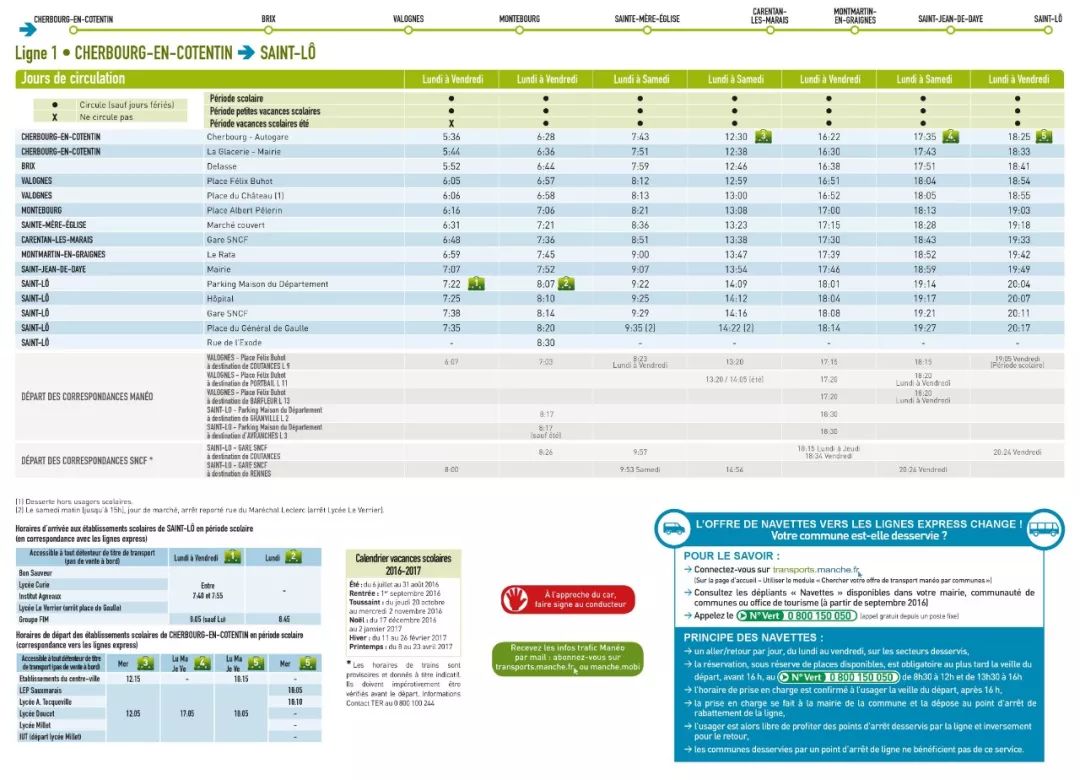 CHERBOURG-EN-COTENTIN BRIX VALOGNES MONTEBOURG SAINTE-MÈRE-ÉGLISE CARENTAN-LES-MARAIS MONTMARTIN-EN-GRAIGNES SAINT-JEAN-DE-DAYE SAINT-LÔ
Ligne 1 • CHERBOURG-EN-COTENTIN ➔ SAINT-LÔ
Jours de circulation Lundi à Vendredi Lundi à Vendredi Lundi à Samedi Lundi à Samedi Lundi à Vendredi Lundi à Samedi Lundi à Vendredi
● Circule (sauf jours fériés)
X Ne circule pas
Période scolaire ● ● ● ● ● ● ●
Période petites vacances scolaires ● ● ● ● ● ● ●
Période vacances scolaires été X ● ● ● ● ● ●
CHERBOURG-EN-COTENTIN Cherbourg - Autogare 5:36 6:28 7:43 12:30 3 16:22 17:35 4 18:25 5
CHERBOURG-EN-COTENTIN La Glacerie - Mairie 5:44 6:36 7:51 12:38 16:30 17:43 18:33
BRIX Delasse 5:52 6:44 7:59 12:46 16:38 17:51 18:41
VALOGNES Place Félix Buhot 6:05 6:57 8:12 12:59 16:51 18:04 18:54
VALOGNES Place du Château (1) 6:06 6:58 8:13 13:00 16:52 18:05 18:55
MONTEBOURG Place Albert Pèlerin 6:16 7:06 8:21 13:08 17:00 18:13 19:03
SAINTE-MÈRE-ÉGLISE Marché couvert 6:31 7:21 8:36 13:23 17:15 18:28 19:18
CARENTAN-LES-MARAIS Gare SNCF 6:48 7:36 8:51 13:38 17:30 18:43 19:33
MONTMARTIN-EN-GRAIGNES Le Rata 6:59 7:45 9:00 13:47 17:39 18:52 19:42
SAINT-JEAN-DE-DAYE Mairie 7:07 7:52 9:07 13:54 17:46 18:59 19:49
SAINT-LÔ Parking Maison du Département 7:22 1 8:07 2 9:22 14:09 18:01 19:14 20:04
SAINT-LÔ Hôpital 7:25 8:10 9:25 14:12 18:04 19:17 20:07
SAINT-LÔ Gare SNCF 7:38 8:14 9:29 14:16 18:08 19:21 20:11
SAINT-LÔ Place du Général de Gaulle 7:35 8:20 9:35 (2) 14:22 (2) 18:14 19:27 20:17
SAINT-LÔ Rue de l'Exode - 8:30 - - - - -
DÉPART DES CORRESPONDANCES MANÉO
VALOGNES - Place Félix Buhot
à destination de COUTANCES L 9 6:07 7:03 8:23 Lundi à Vendredi 13:20 17:15 18:15 19:05 Vendredi (Période scolaire)
VALOGNES - Place Félix Buhot
à destination de PORTBAIL L 11 13:20 / 14:05 (été) 17:20 18:20 Lundi à Vendredi
VALOGNES - Place Félix Buhot
à destination de BARFLEUR L 13 17:20 18:20 Lundi à Vendredi
SAINT-LO - Parking Maison du Département
à destination de GRANVILLE L 2 8:17 18:30
SAINT-LO - Parking Maison du Département
à destination d'AVRANCHES L 3 8:17 (sauf été) 18:30
DÉPART DES CORRESPONDANCES SNCF *
SAINT-LO - GARE SNCF
à destination de COUTANCES 8:26 9:57 18:15 Lundi à Jeudi 18:34 Vendredi 20:24 Vendredi
SAINT-LO - GARE SNCF
à destination de RENNES 8:00 9:53 Samedi 14:56 20:24 Vendredi
(1) Desserte hors usagers scolaires.
(2) Le samedi matin (jusqu'à 15h), jour de marché, arrêt reporté rue du Maréchal Leclerc (arrêt Lycée Le Verrier).
Horaires d'arrivée aux établissements scolaires de SAINT-LÔ en période scolaire
(en correspondance avec les lignes express)
Accessible à tout détenteur de titre de transport
(pas de vente à bord) Lundi à Vendredi 1 Lundi 2
Bon Sauveur
Lycée Curie
Institut Agneaux
Lycée Le Verrier (arrêt place de Gaulle)
Entre
7:40 et 7:55 -
Groupe FIM 8:05 (sauf Lu) 8.45
Horaires de départ des établissements scolaires de CHERBOURG-EN-COTENTIN en période scolaire
(correspondance vers les lignes express)
Accessible à tout détenteur de titre
de transport (pas de vente à bord) Mer 3 Lu Ma Je Ve 4 Lu Ma Je Ve 5 Mer 5
Etablissements du centre-ville 12.15 - 18.15 -
LEP Sauxmarais 18:05
Lycée A. Tocqueville 18:10
Lycée Doucet 12.05 17.05 18.05 -
Lycée Millet -
IUT (départ lycée Millet) -
Calendrier vacances scolaires
2016-2017
Été : du 6 juillet au 31 août 2016
Rentrée : 1er septembre 2016
Toussaint : du jeudi 20 octobre
au mercredi 2 novembre 2016
Noël : du 17 décembre 2016
au 2 janvier 2017
Hiver : du 11 au 26 février 2017
Printemps : du 8 au 23 avril 2017
* Les horaires de trains sont
provisoires et donnés à titre indicatif.
Ils doivent impérativement être
vérifiés avant le départ. Informations
Contact TER au 0 800 100 244
À l'approche du car,
faire signe au conducteur
Recevez les infos trafic Manéo
par mail : abonnez-vous sur
transports.manche.fr ou manche.mobi
L'OFFRE DE NAVETTES VERS LES LIGNES EXPRESS CHANGE !
Votre commune est-elle desservie ?
POUR LE SAVOIR :
➔ Connectez-vous sur transports.manche.fr
(Sur la page d'accueil – Utiliser le module « Chercher votre offre de transport manéo par communes »)
➔ Consultez les dépliants « Navettes » disponibles dans votre mairie, communauté de
communes ou office de tourisme (à partir de septembre 2016)
➔ Appelez le N° Vert 0 800 150 050 (appel gratuit depuis un poste fixe)
PRINCIPE DES NAVETTES :
➔ un aller/retour par jour, du lundi au vendredi, sur les secteurs desservis,
➔ la réservation, sous réserve de places disponibles, est obligatoire au plus tard la veille du
départ, avant 16 h, au N° Vert 0 800 150 050 de 8h30 à 12h et de 13h30 à 16h
➔ l'horaire de prise en charge est confirmé à l'usager la veille du départ, après 16 h,
➔ la prise en charge se fait à la mairie de la commune et la dépose au point d'arrêt de
rabattement de la ligne,
➔ l'usager est alors libre de profiter des points d'arrêt desservis par la ligne et inversement
pour le retour,
➔ les communes desservies par un point d'arrêt de ligne ne bénéficient pas de ce service.